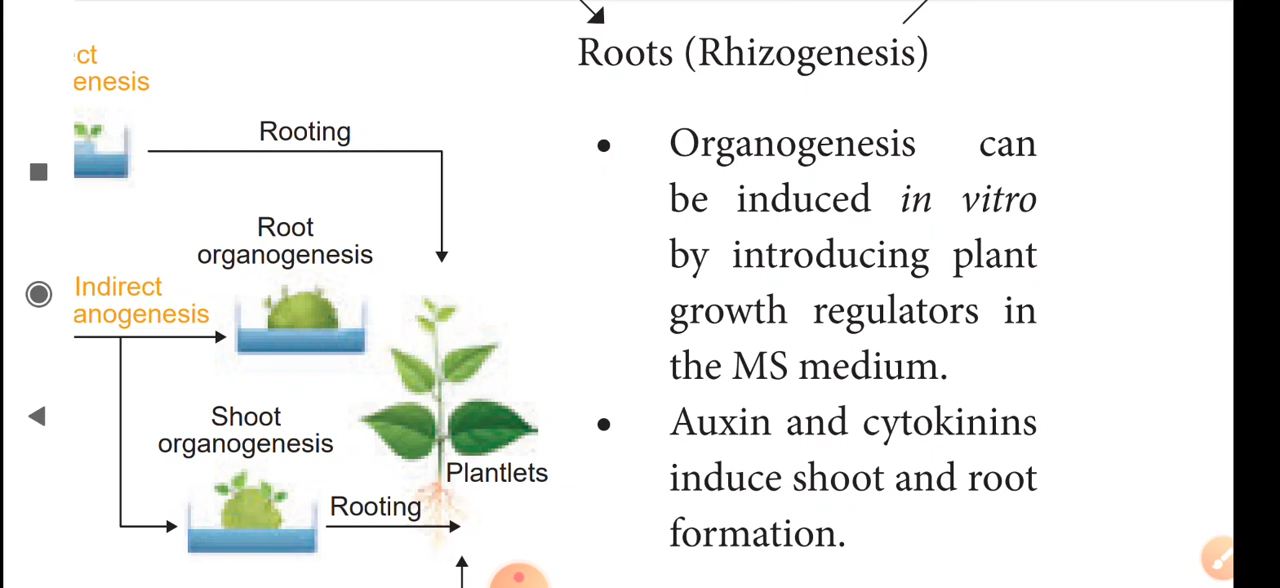 ct
enesis
Rooting
Root
organogenesis
Indirect
anogenesis
Shoot
organogenesis
Plantlets
Rooting
Roots (Rhizogenesis)
• Organogenesis can
be induced in vitro
by introducing plant
growth regulators in
the MS medium.
• Auxin and cytokinins
induce shoot and root
formation.